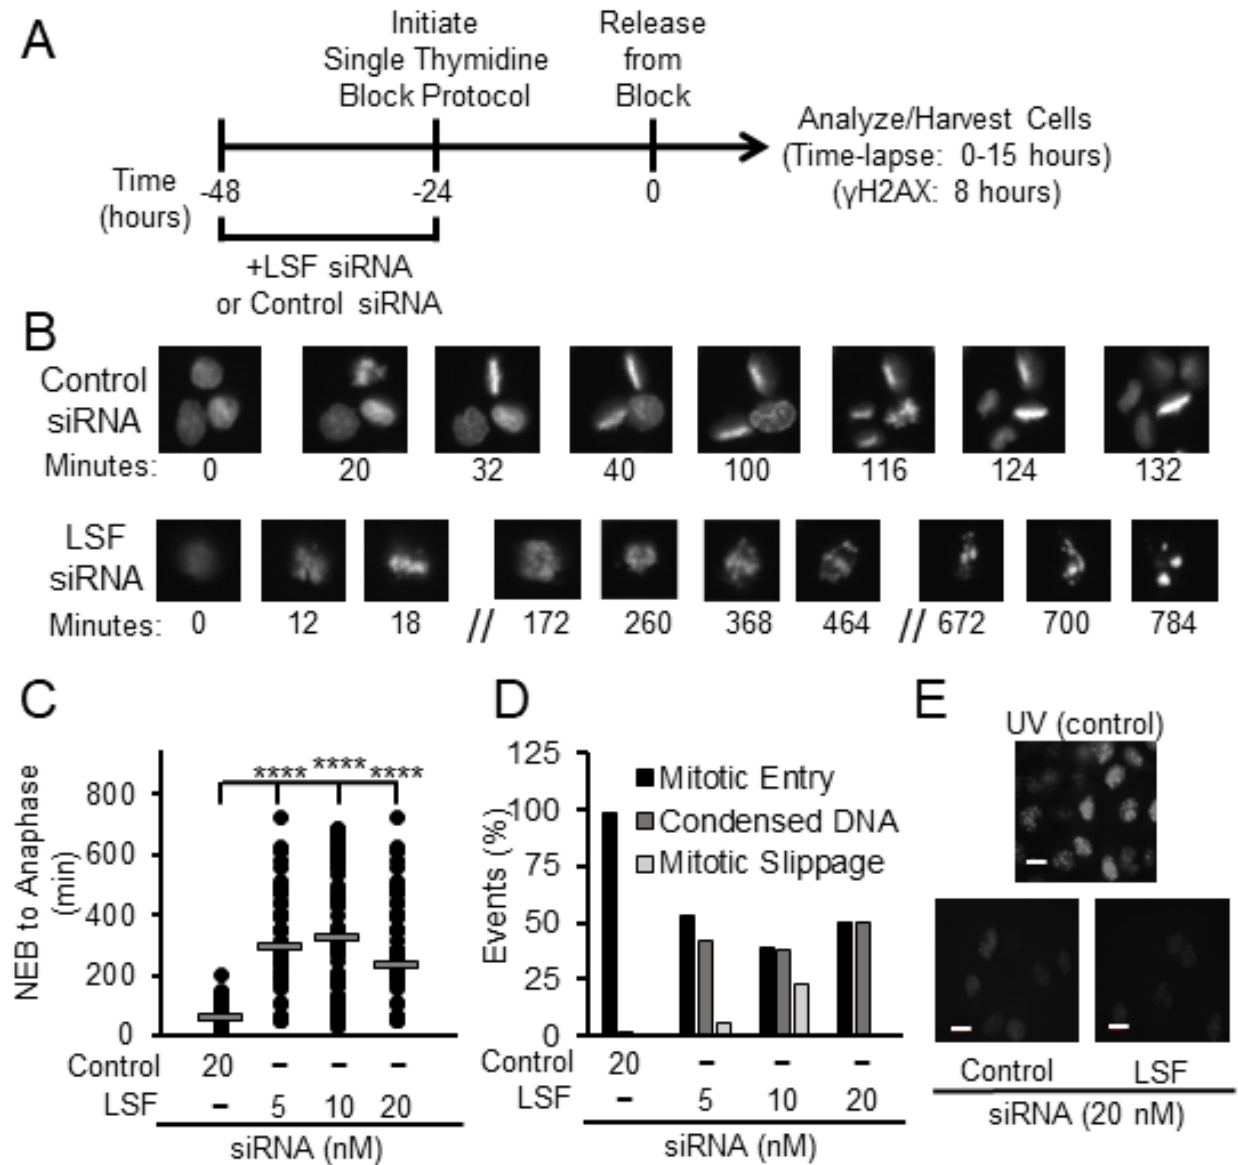 A
Initiate
Single Thymidine
Block Protocol
Release
from
Block
Analyze/Harvest Cells
(Time-lapse: 0-15 hours)
(γH2AX: 8 hours)
Time
(hours)
-48 -24 0
+LSF siRNA
or Control siRNA
B
Control
siRNA
Minutes: 0 20 32 40 100 116 124 132
LSF
siRNA
Minutes: 0 12 18 // 172 260 368 464 // 672 700 784
C
NEB to Anaphase
(min)
800
600
400
200
0
**** **** ****
Control 20 – – –
LSF – 5 10 20
siRNA (nM)
D
Events (%)
125
100
75
50
25
0
Mitotic Entry
Condensed DNA
Mitotic Slippage
Control 20 – – –
LSF – 5 10 20
siRNA (nM)
E
UV (control)
Control LSF
siRNA (20 nM)